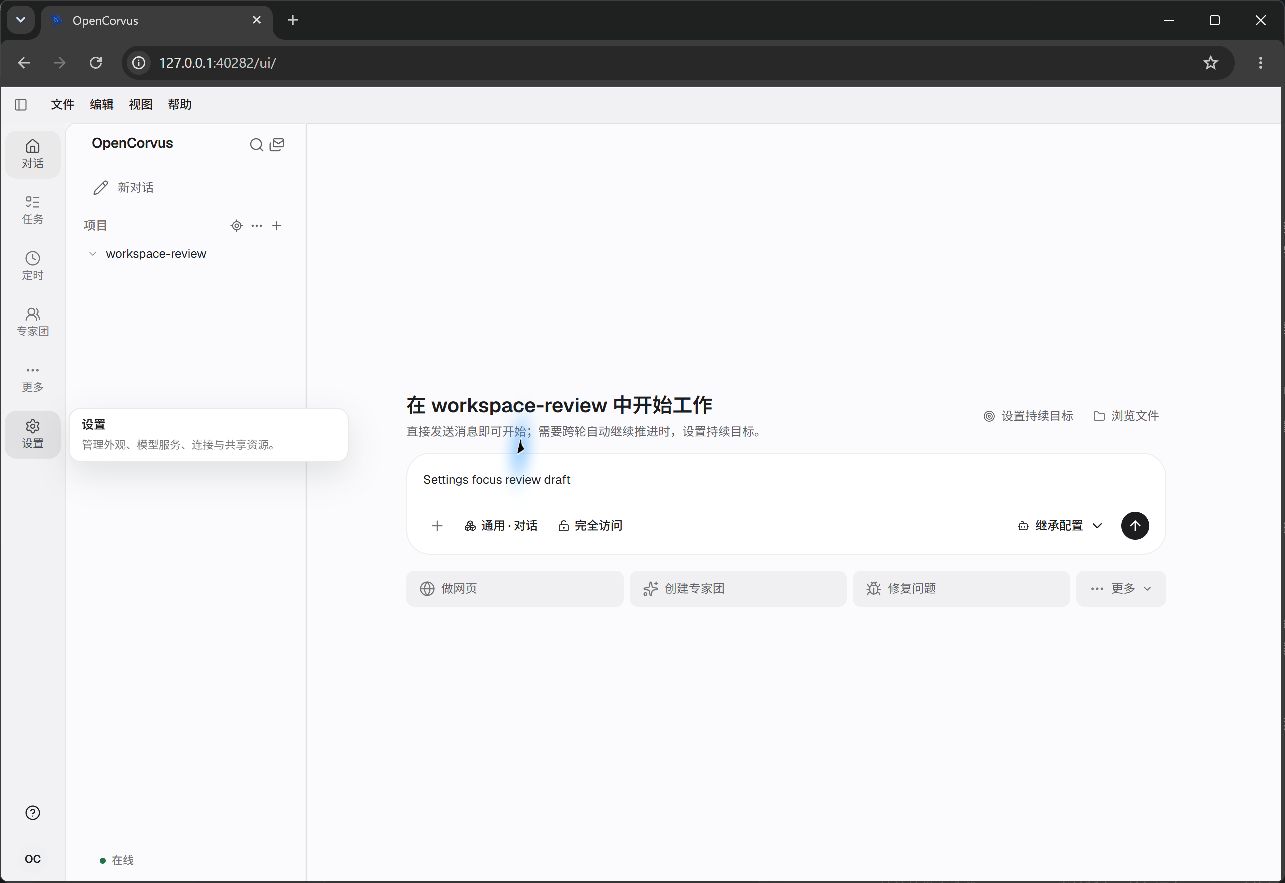 OpenCorvus
127.0.0.1:40282/ui/
文件 编辑 视图 帮助
对话
任务
定时
专家团
更多
设置
OC
OpenCorvus
新对话
项目
workspace-review
在线
设置
管理外观、模型服务、连接与共享资源。
在 workspace-review 中开始工作
直接发送消息即可开始；需要跨轮自动继续推进时，设置持续目标。
设置持续目标 浏览文件
Settings focus review draft
通用 · 对话 完全访问 继承配置
做网页 创建专家团 修复问题 更多